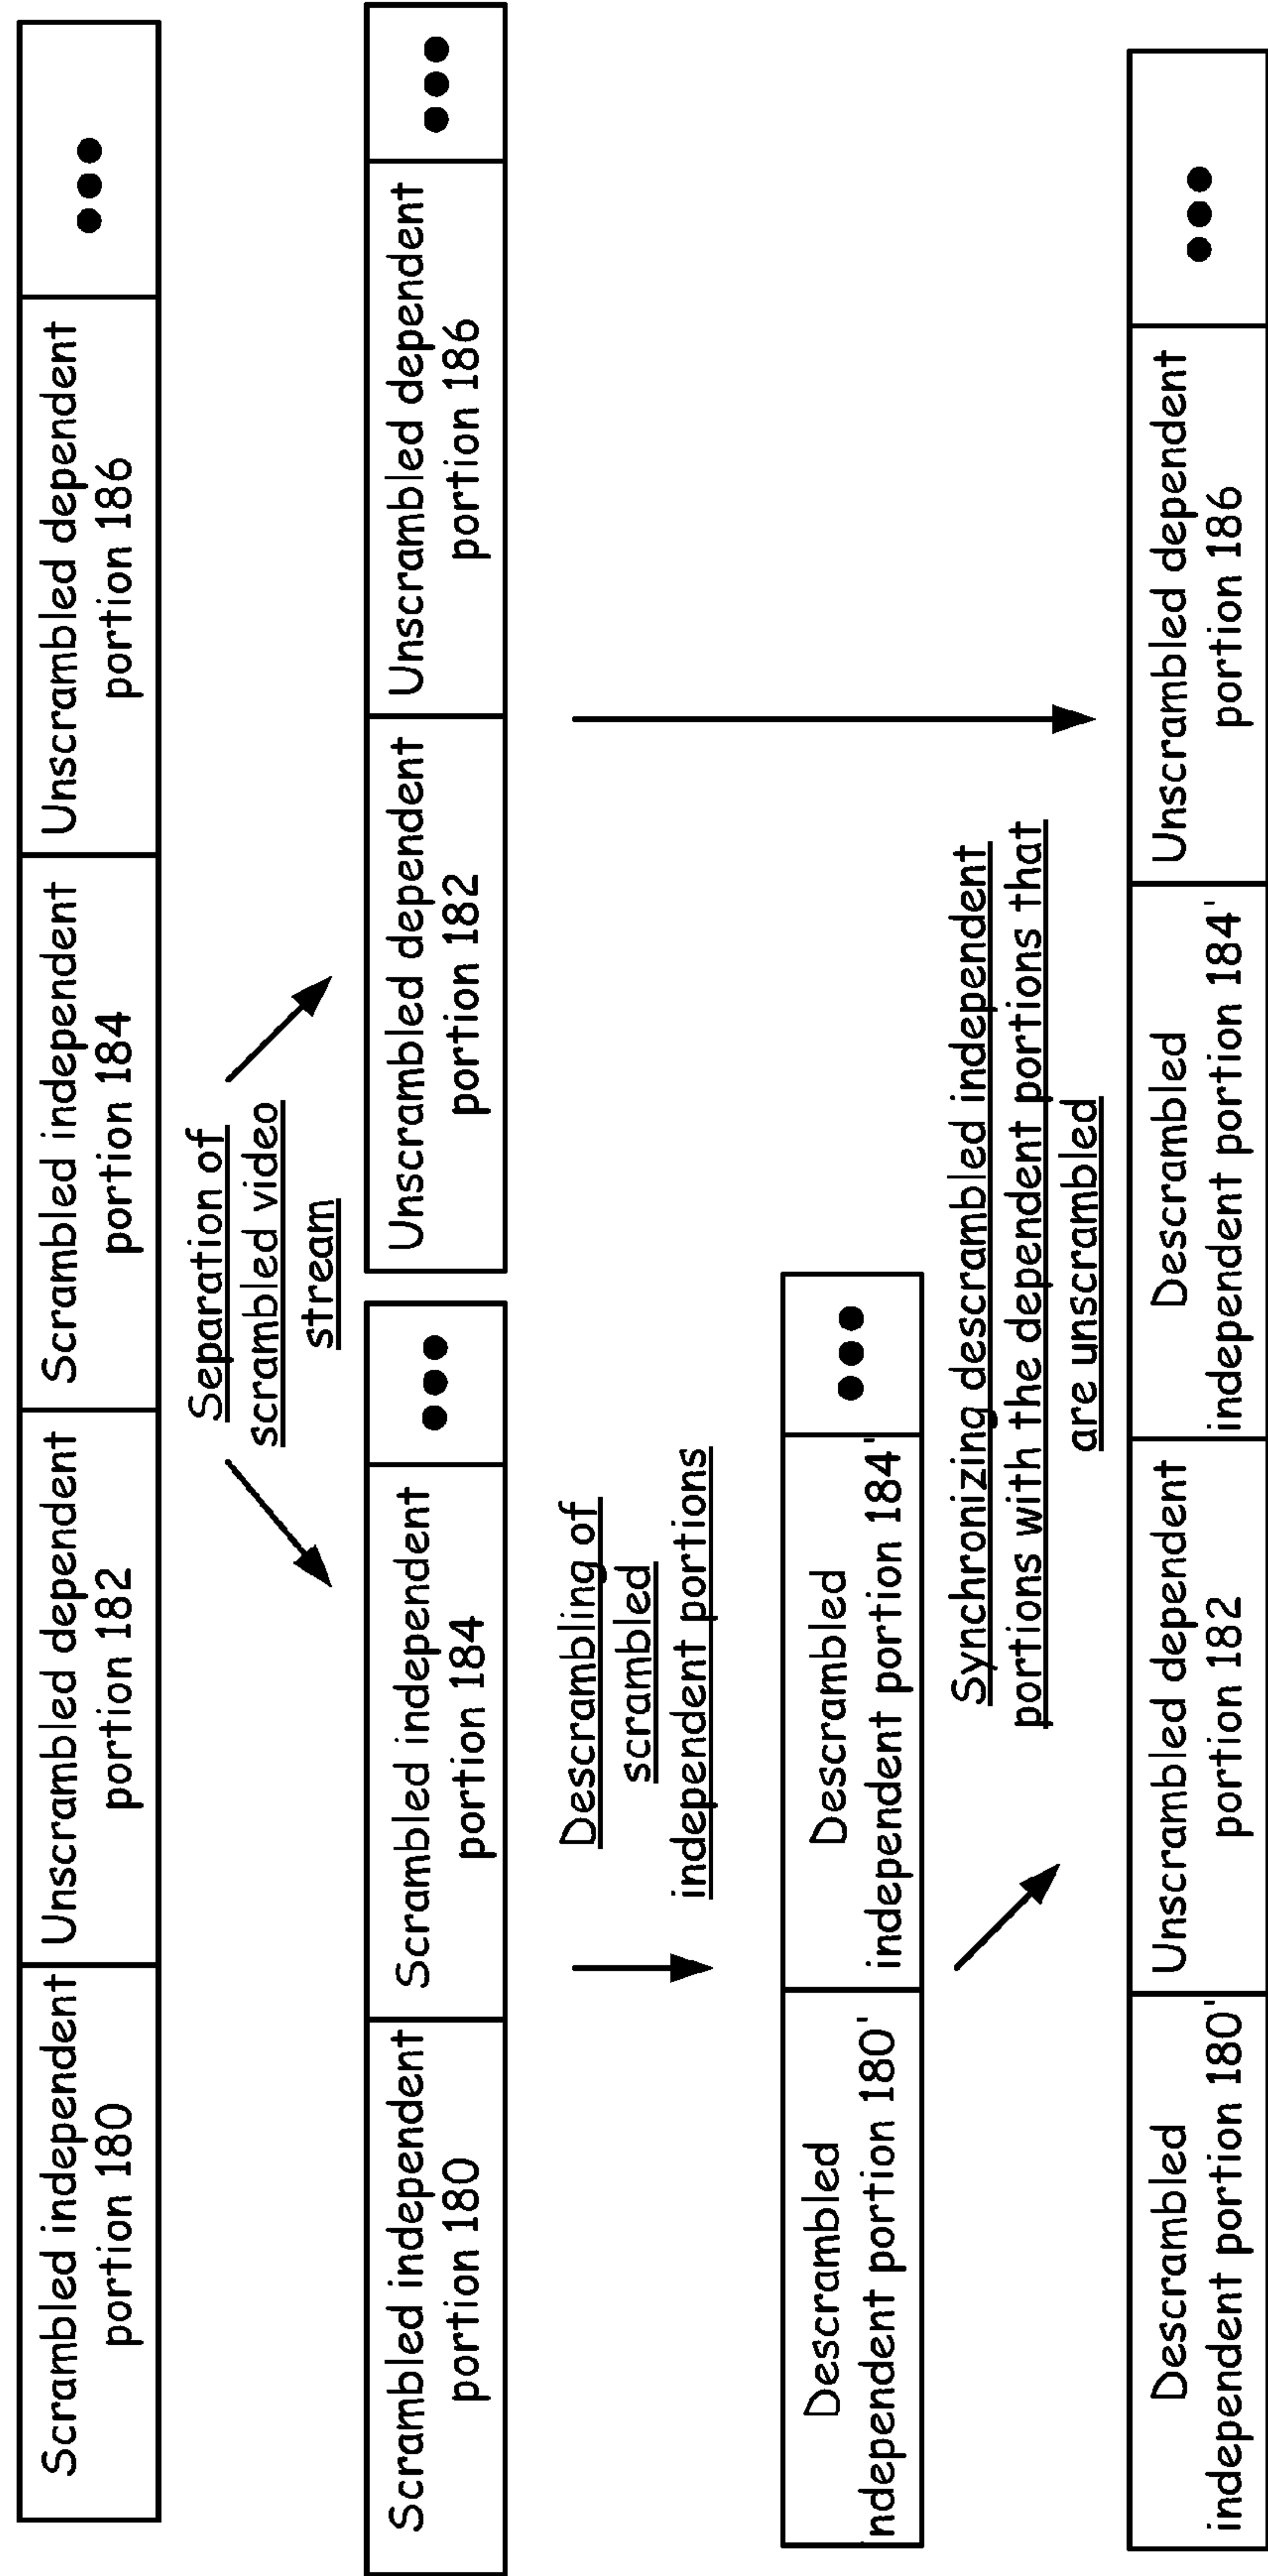 Scrambled independent
portion 180
Unscrambled dependent
portion 182
Scrambled independent
portion 184
Unscrambled dependent
portion 186
Separation of
scrambled video
stream
Scrambled independent
portion 180
Scrambled independent
portion 184
Unscrambled dependent
portion 182
Unscrambled dependent
portion 186
Descrambling of
scrambled
independent portions
Descrambled
independent portion 180'
Descrambled
independent portion 184'
Synchronizing descrambled independent
portions with the dependent portions that
are unscrambled
Descrambled
independent portion 180'
Unscrambled dependent
portion 182
Descrambled
independent portion 184'
Unscrambled dependent
portion 186